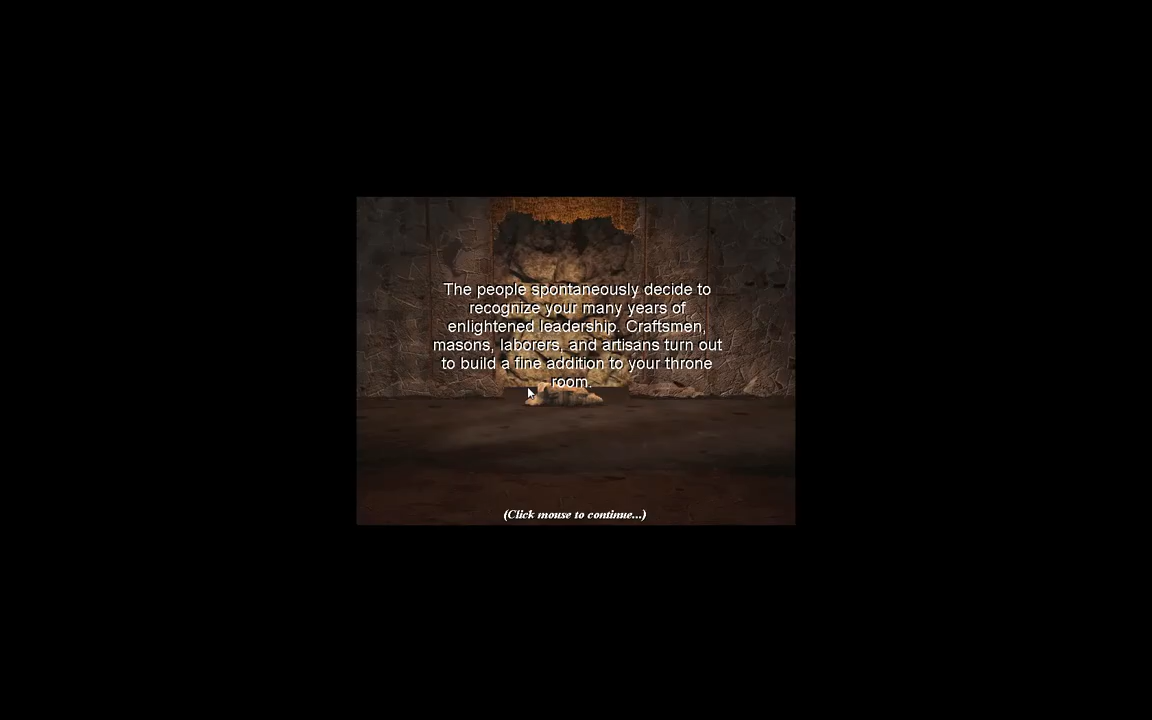 The people spontaneously decide to
recognize your many years of
enlightened leadership. Craftsmen,
masons, laborers, and artisans turn out
to build a fine addition to your throne
room.
(Click mouse to continue...)